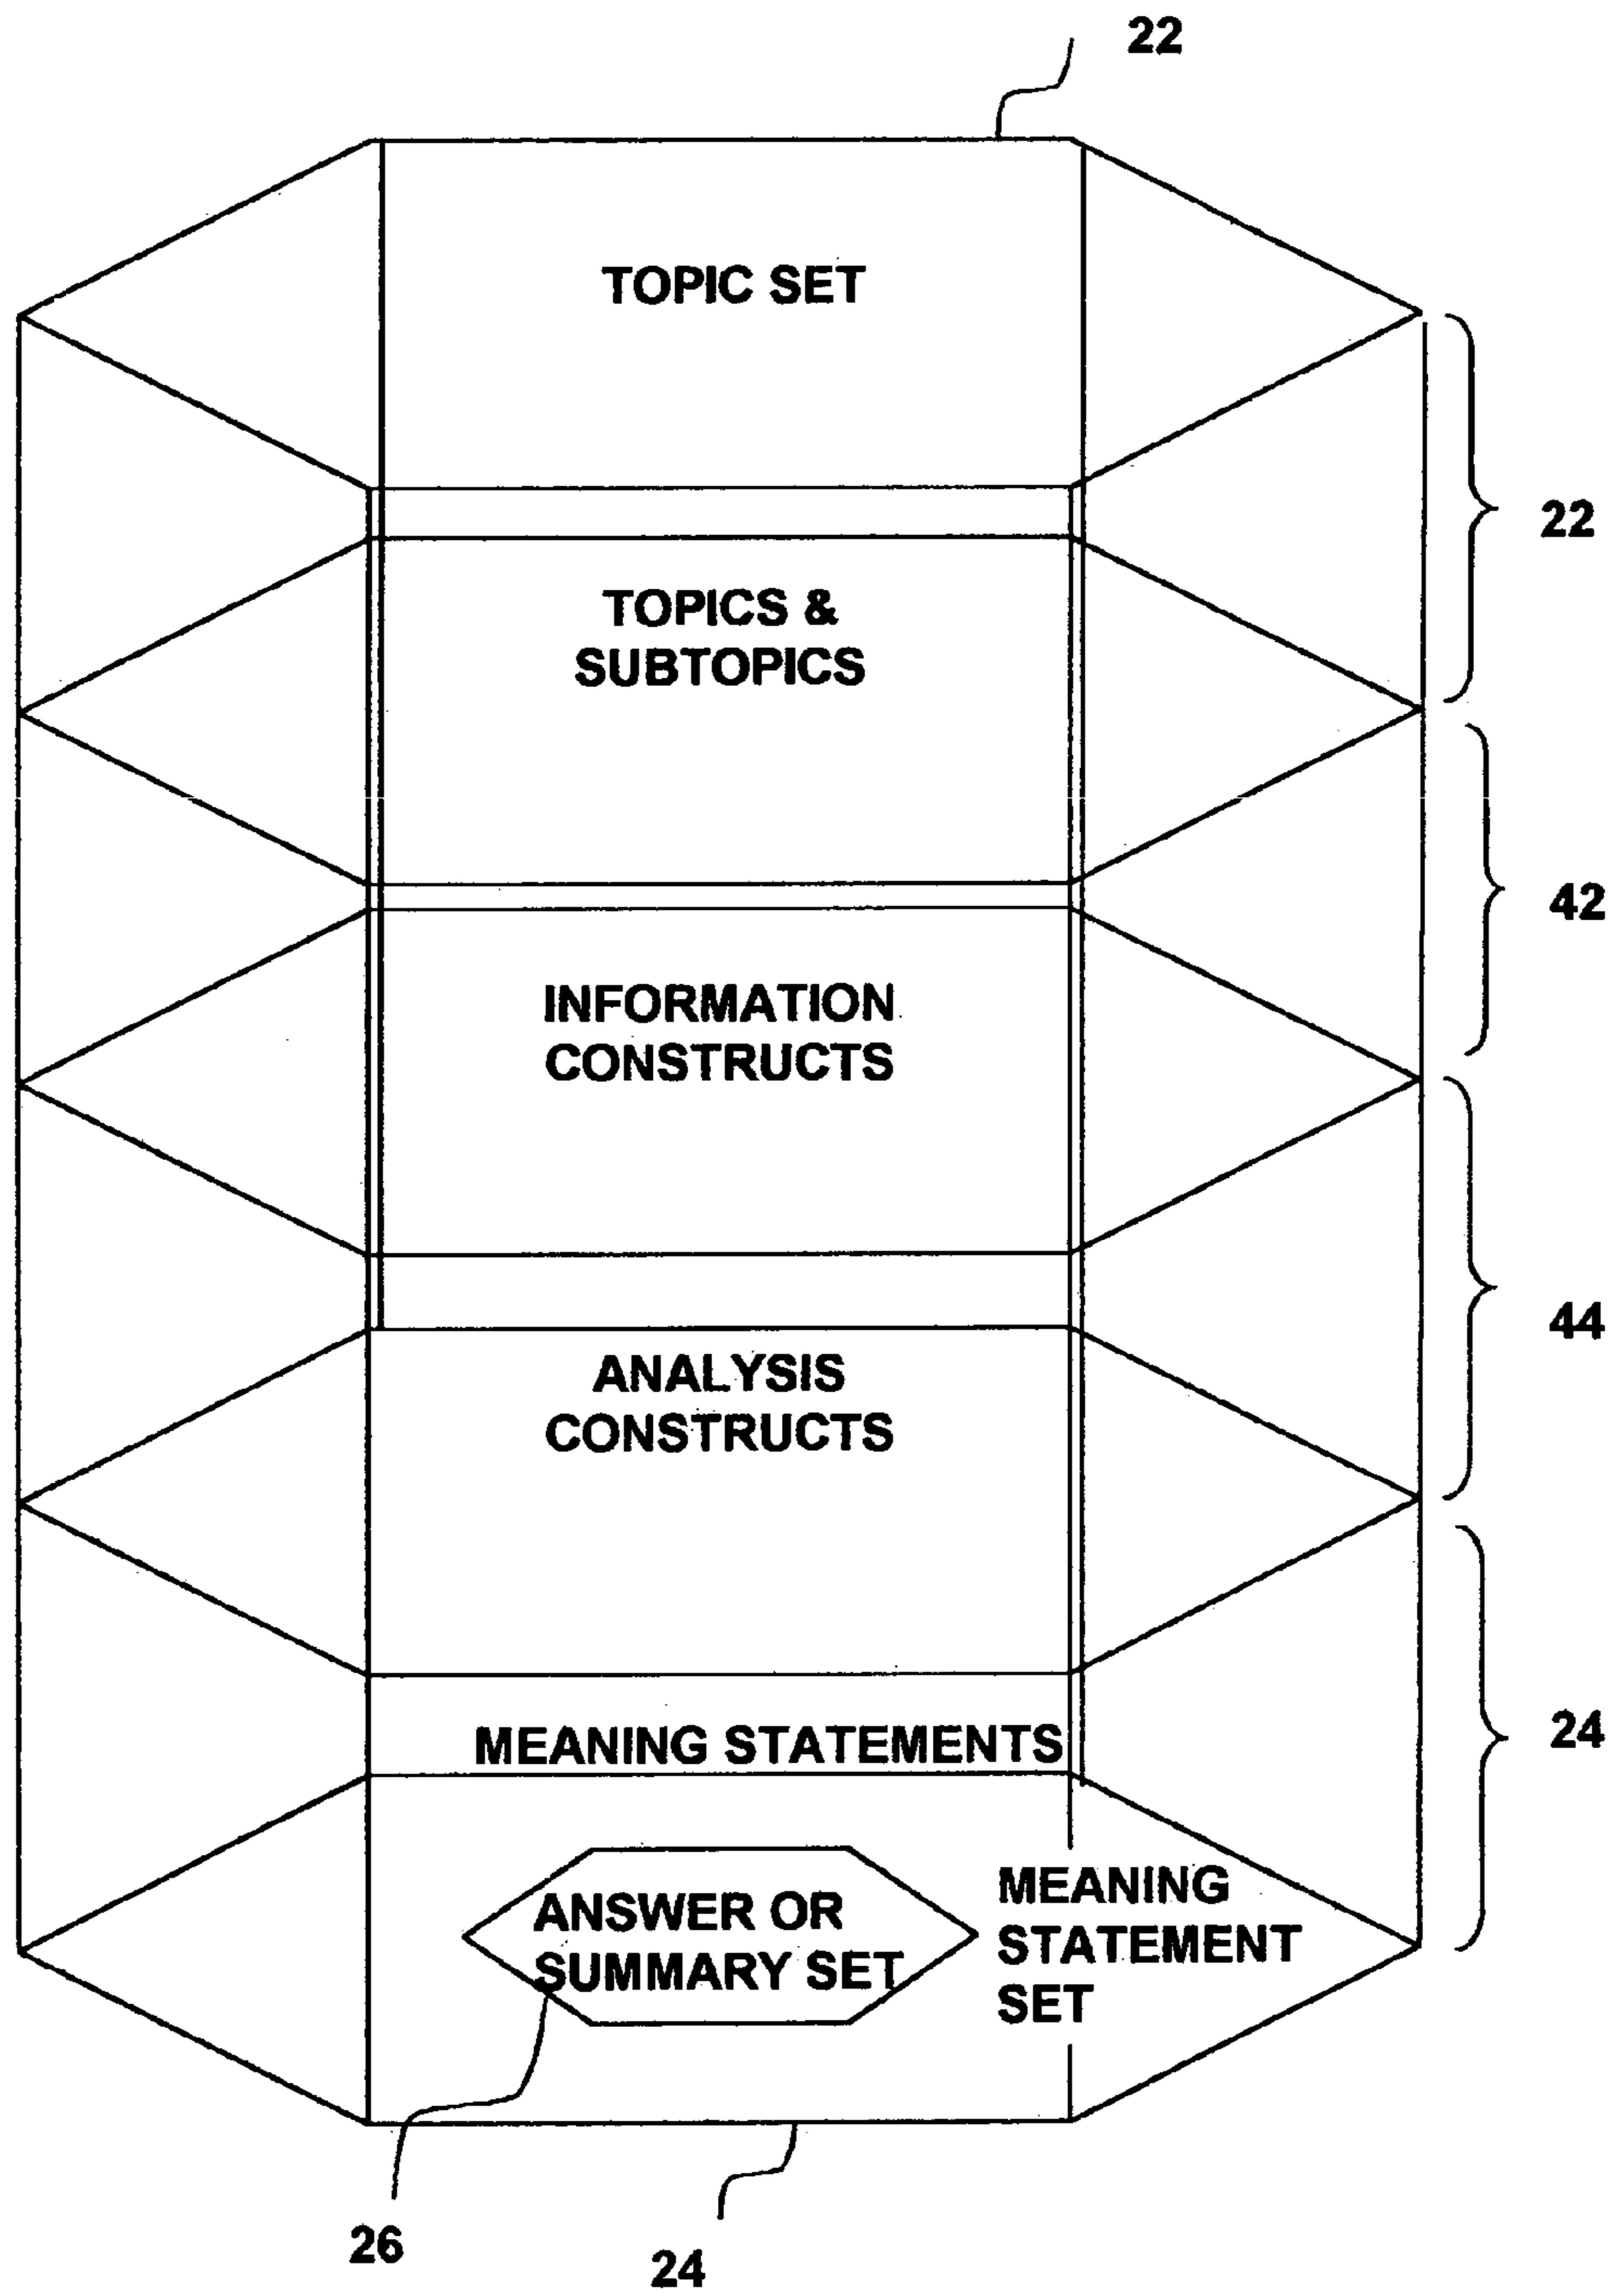 22
TOPIC SET
22
TOPICS &
SUBTOPICS
42
INFORMATION
CONSTRUCTS
44
ANALYSIS
CONSTRUCTS
24
MEANING STATEMENTS
ANSWER OR
SUMMARY SET
MEANING
STATEMENT
SET
26
24